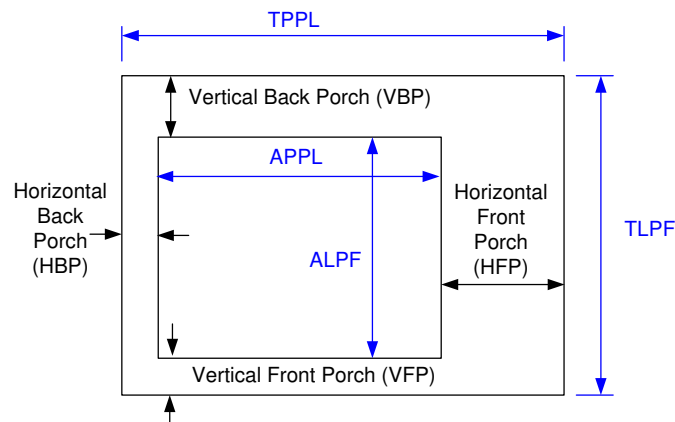 TPPL
Vertical Back Porch (VBP)
APPL
Horizontal
Back
Porch
(HBP)
Horizontal
Front
Porch
(HFP)
TLPF
ALPF
Vertical Front Porch (VFP)